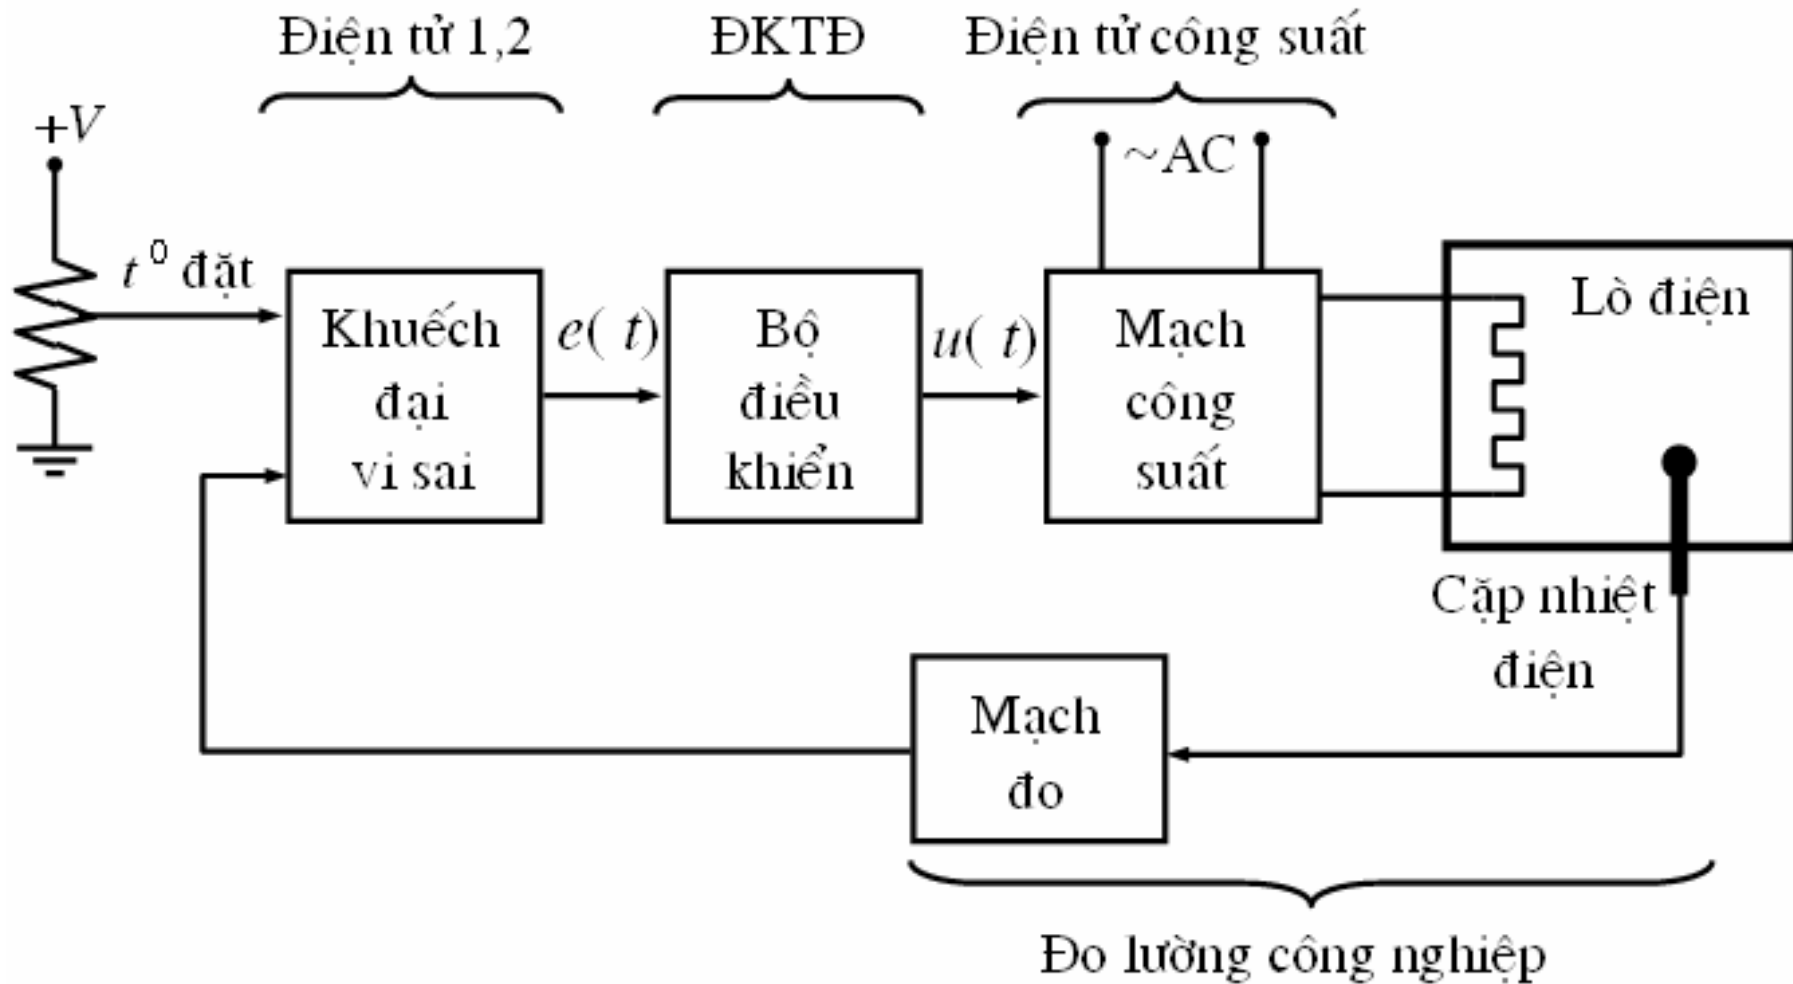 Điện tử 1,2
ĐKTĐ
Điện tử công suất
+V
~AC
t⁰ đặt
Khuếch
đại
vi sai
e( t)
Bộ
điều
khiển
u( t)
Mạch
công
suất
Lò điện
Cặp nhiệt
điện
Mạch
đo
Đo lường công nghiệp